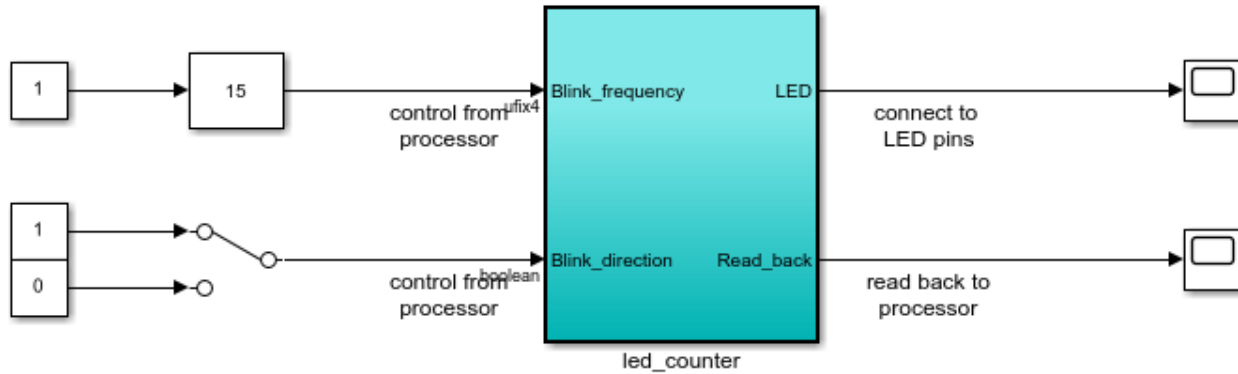 1
15
Blink_frequency
LED
ufix4
control from
processor
connect to
LED pins
1
0
Blink_direction
Read_back
boolean
control from
processor
read back to
processor
led_counter